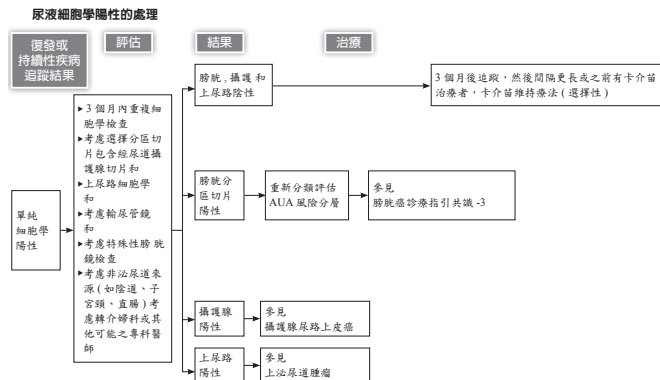 尿液細胞學陽性的處理
復發或
持續性疾病
追蹤結果
評估
結果
治療
單純
細胞學
陽性
▸3 個月內重複細
胞學檢查
▸考慮選擇分區切
片包含經尿道攝
護腺切片和
▸上尿路細胞學
和
▸考慮輸尿管鏡
和
▸考慮特殊性膀胱
鏡檢查
▸考慮非泌尿道來
源(如陰道、子
宮頸、直腸)考
慮轉介婦科或其
他可能之專科醫
師
膀胱,攝護和
上尿路陰性
3 個月後追蹤,然後間隔更長或之前有卡介苗
治療者,卡介苗維持療法(選擇性)
膀胱分
區切片
陽性
重新分類評估
AUA 風險分層
參見
膀胱癌診療指引共識 -3
攝護腺
陽性
參見
攝護腺尿路上皮癌
上尿路
陽性
參見
上泌尿道腫瘤